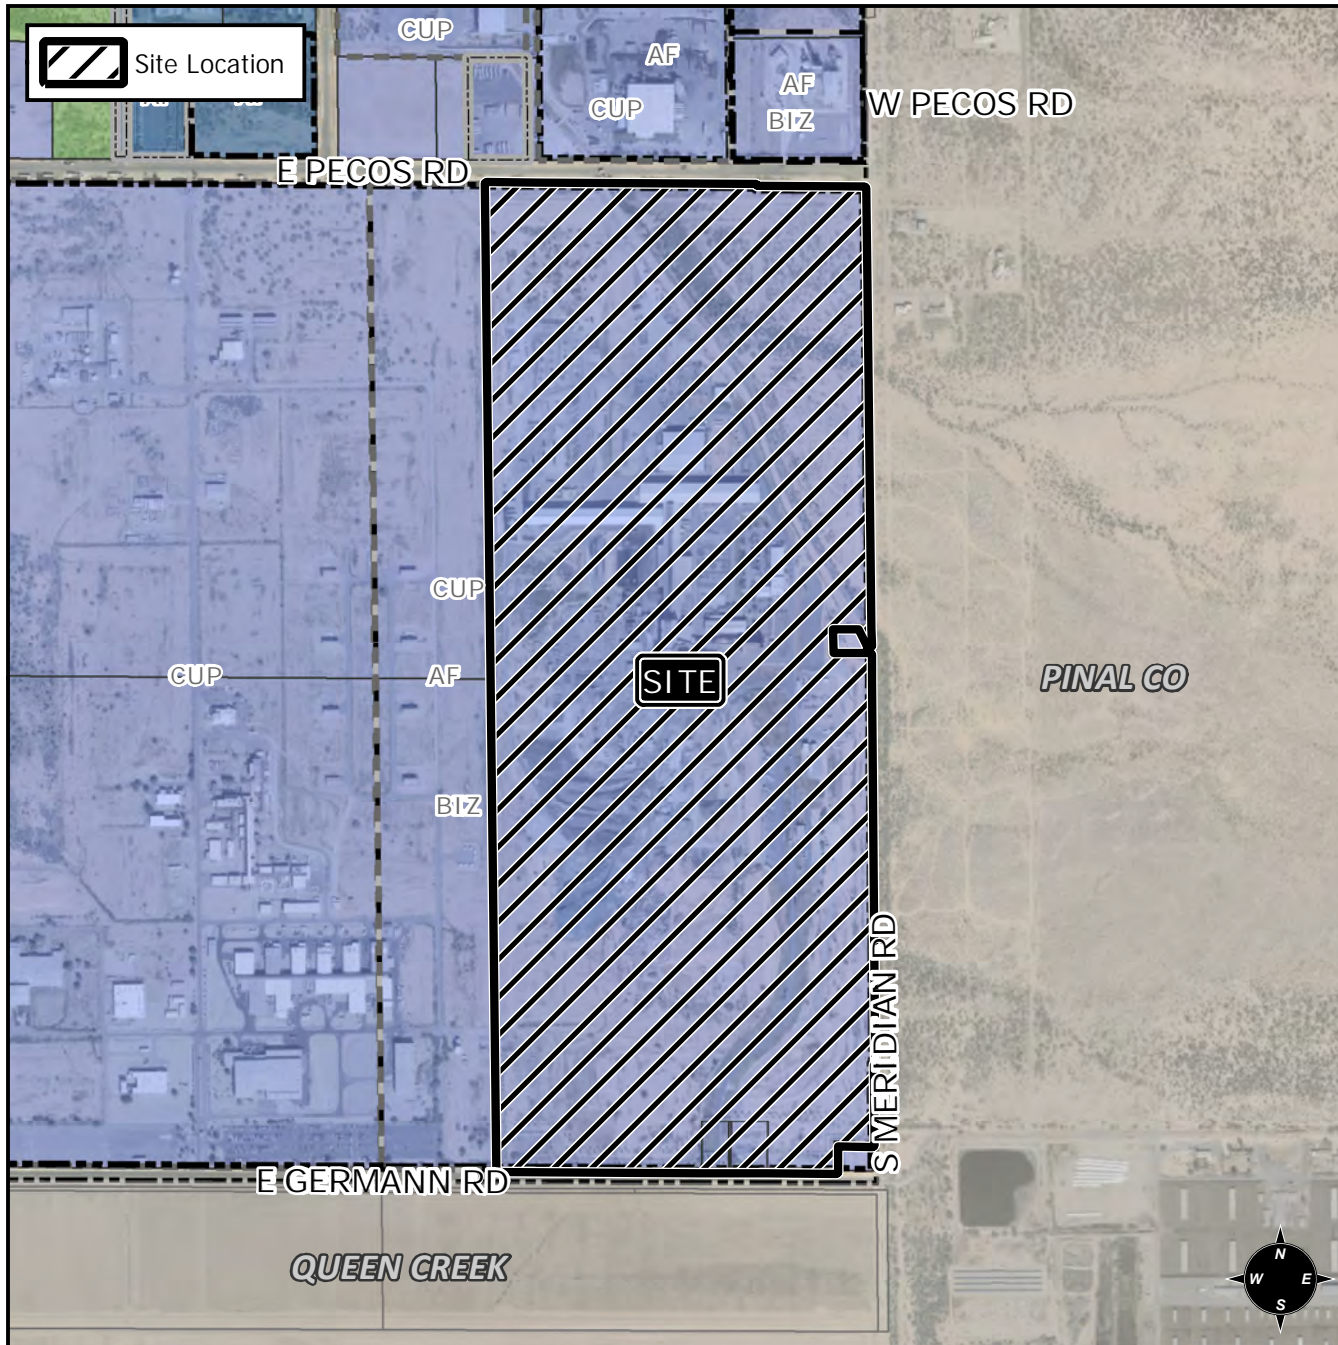 CUP
Site Location
AF
AF
CUP
BIZ
W PECOS RD
E PECOS RD
CUP
CUP
AF
SITE
PINAL CO
BIZ
S MERIDIAN RD
E GERMANN RD
QUEEN CREEK
N
W
E
S